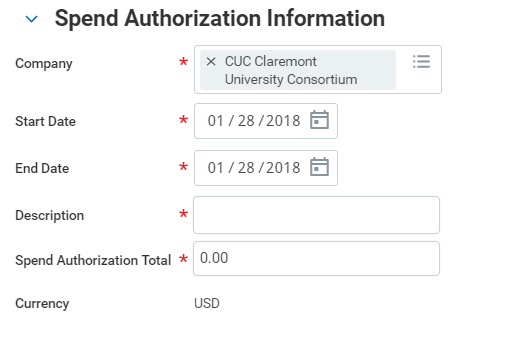 Spend Authorization Information
Company * × CUC Claremont
University Consortium
Start Date * 01 / 28 / 2018
End Date * 01 / 28 / 2018
Description *
Spend Authorization Total * 0.00
Currency USD